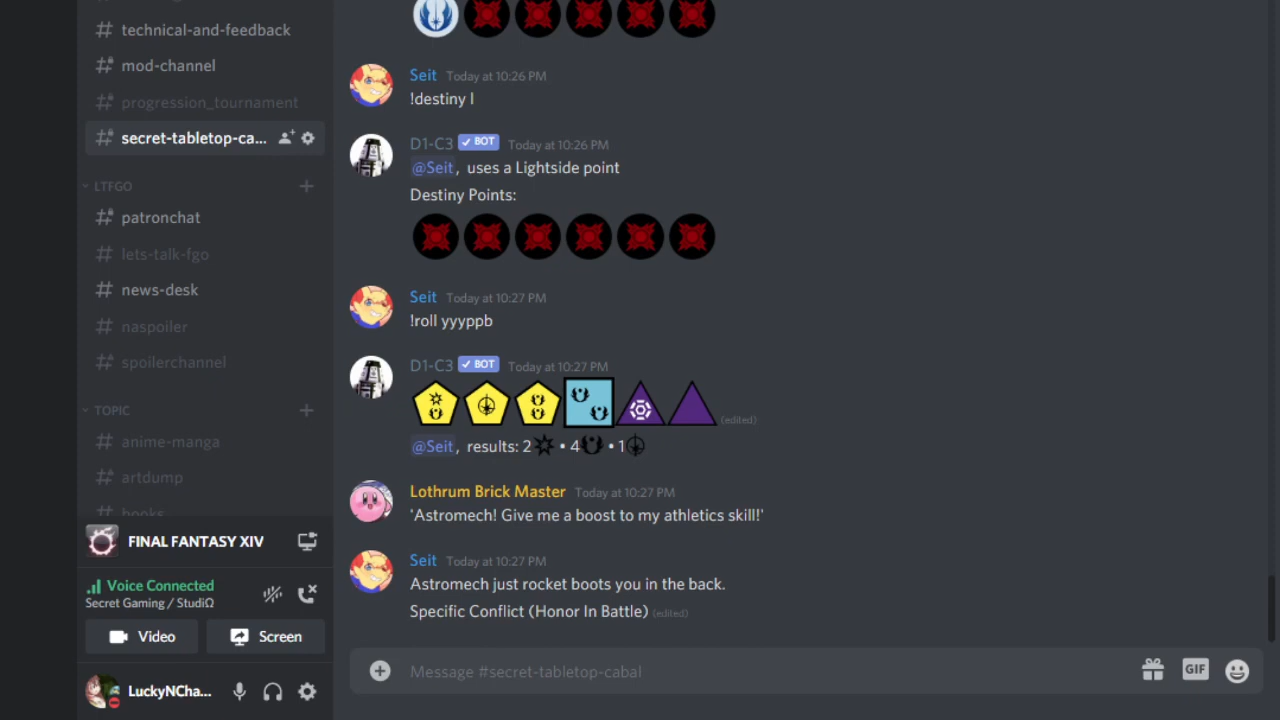 technical-and-feedback
mod-channel
progression_tournament
secret-tabletop-ca...
LTFGO
patronchat
lets-talk-fgo
news-desk
naspoiler
spoilerchannel
TOPIC
anime-manga
artdump
books
FINAL FANTASY XIV
Voice Connected
Secret Gaming / StudiΩ
Video
Screen
LuckyNCha...
Seit Today at 10:26 PM
!destiny l
D1-C3 ✓ BOT Today at 10:26 PM
@Seit, uses a Lightside point
Destiny Points:
Seit Today at 10:27 PM
!roll yyyppb
D1-C3 ✓ BOT Today at 10:27 PM
(edited)
@Seit, results: 2 • 4 • 1
Lothrum Brick Master Today at 10:27 PM
'Astromech! Give me a boost to my athletics skill!'
Seit Today at 10:27 PM
Astromech just rocket boots you in the back.
Specific Conflict (Honor In Battle) (edited)
Message #secret-tabletop-cabal
GIF